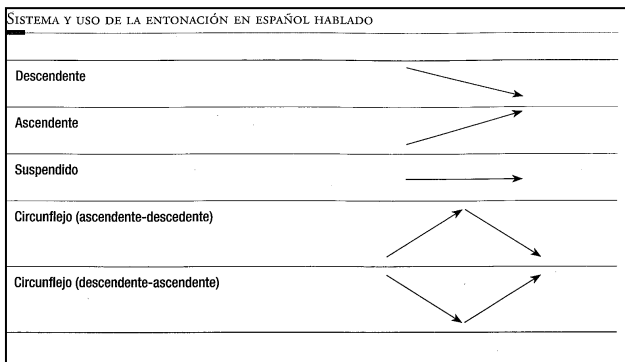 SISTEMA Y USO DE LA ENTONACIÓN EN ESPAÑOL HABLADO
Descendente
Ascendente
Suspendido
Circunflejo (ascendente-descedente)
Circunflejo (descendente-ascendente)